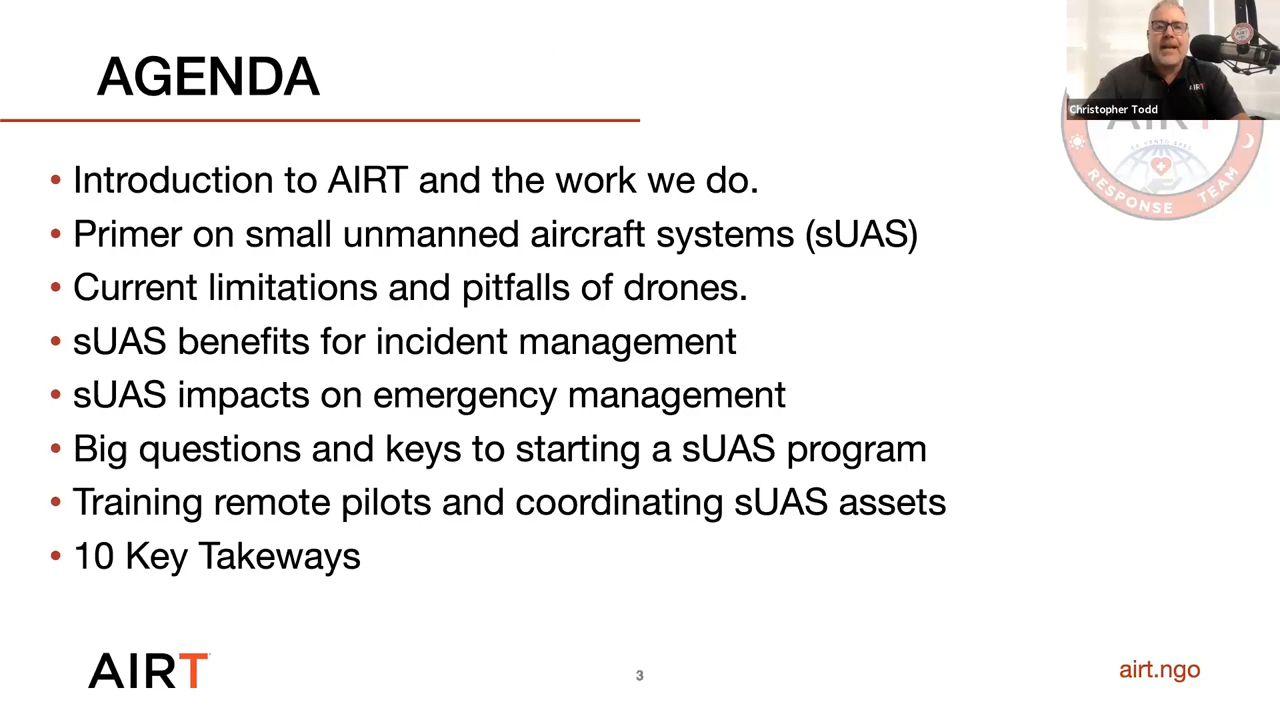 AGENDA
Christopher Todd
AIRT
RESPONSE TEAM
• Introduction to AIRT and the work we do.
• Primer on small unmanned aircraft systems (sUAS)
• Current limitations and pitfalls of drones.
• sUAS benefits for incident management
• sUAS impacts on emergency management
• Big questions and keys to starting a sUAS program
• Training remote pilots and coordinating sUAS assets
• 10 Key Takeways
AIRT
3
airt.ngo